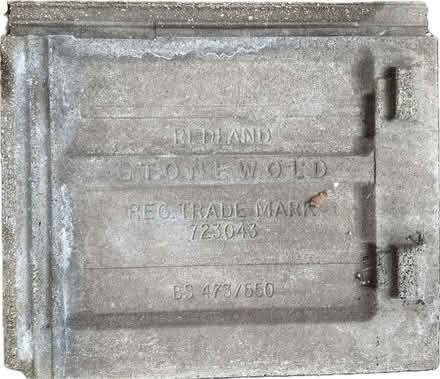 REDLAND
STONEWOLD
REG. TRADE MARK
723043
BS 473/550